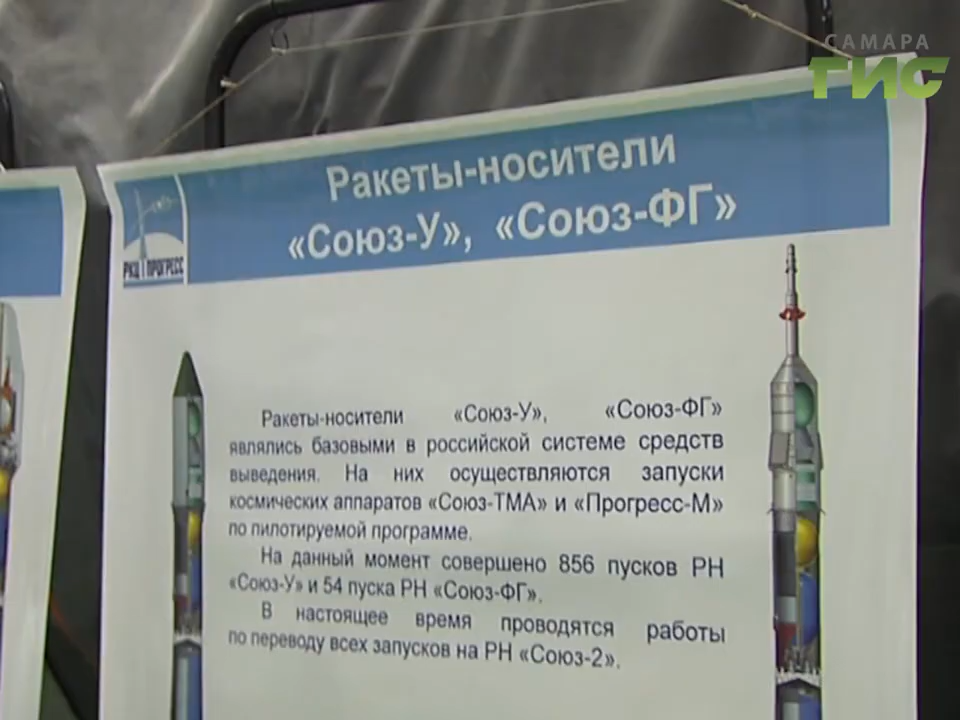 САМАРА
ГИС
Ракеты-носители
«Союз-У», «Союз-ФГ»
РКЦ ПРОГРЕСС
Ракеты-носители «Союз-У», «Союз-ФГ»
являлись базовыми в российской системе средств
выведения. На них осуществляются запуски
космических аппаратов «Союз-ТМА» и «Прогресс-М»
по пилотируемой программе.
На данный момент совершено 856 пусков РН
«Союз-У» и 54 пуска РН «Союз-ФГ».
В настоящее время проводятся работы
по переводу всех запусков на РН «Союз-2».